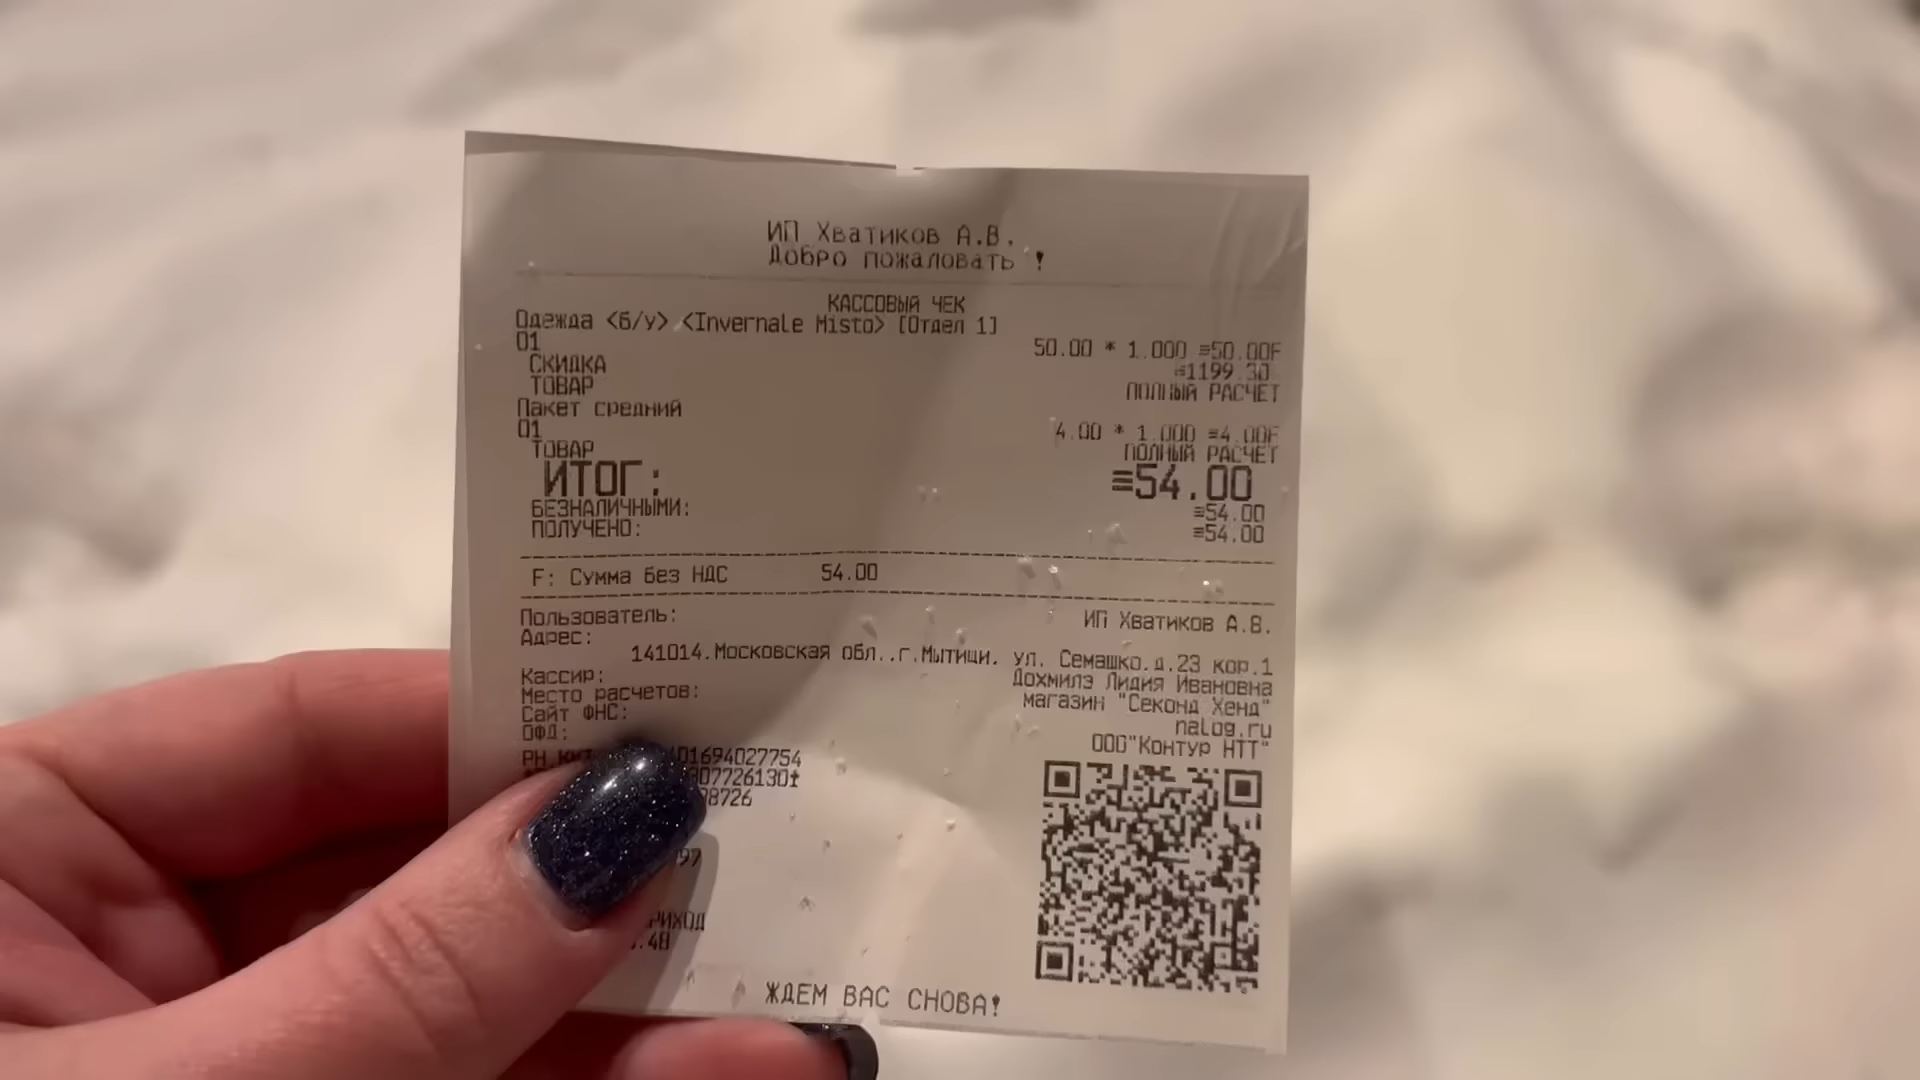 ИП Хватиков А.В.
Добро пожаловать !
КАССОВЫЙ ЧЕК
Одежда <б/у> <Invernale Misto> [Отдел 1]
01 50.00 * 1.000 ≡50.00F
СКИДКА ≡1199.30
ТОВАР ПОЛНЫЙ РАСЧЕТ
Пакет средний
01 4.00 * 1.000 ≡4.00F
ТОВАР ПОЛНЫЙ РАСЧЕТ
ИТОГ: ≡54.00
БЕЗНАЛИЧНЫМИ: ≡54.00
ПОЛУЧЕНО: ≡54.00
F: Сумма без НДС 54.00
Пользователь: ИП Хватиков А.В.
Адрес:
141014.Московская обл..г.Мытищи. ул. Семашко.д.23 кор.1
Кассир: Дохмилэ Лидия Ивановна
Место расчетов: магазин "Секонд Хенд"
Сайт ФНС: nalog.ru
ОФД: ООО"Контур НТТ"
РН 01694027754
ЖДЕМ ВАС СНОВА!